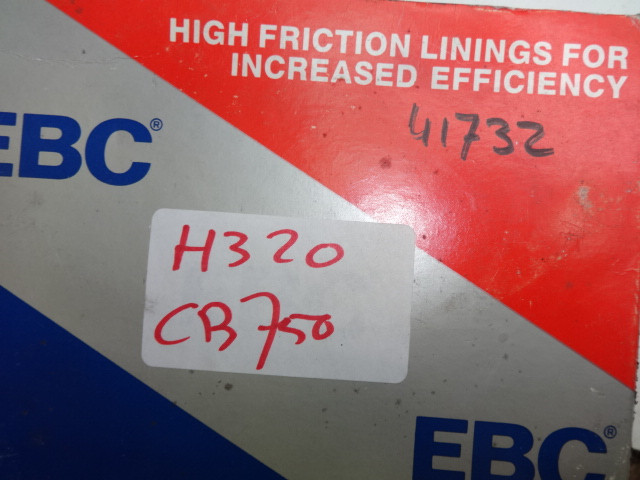 HIGH FRICTION LININGS FOR
INCREASED EFFICIENCY
41732
EBC®
H320
CB750
EBC®